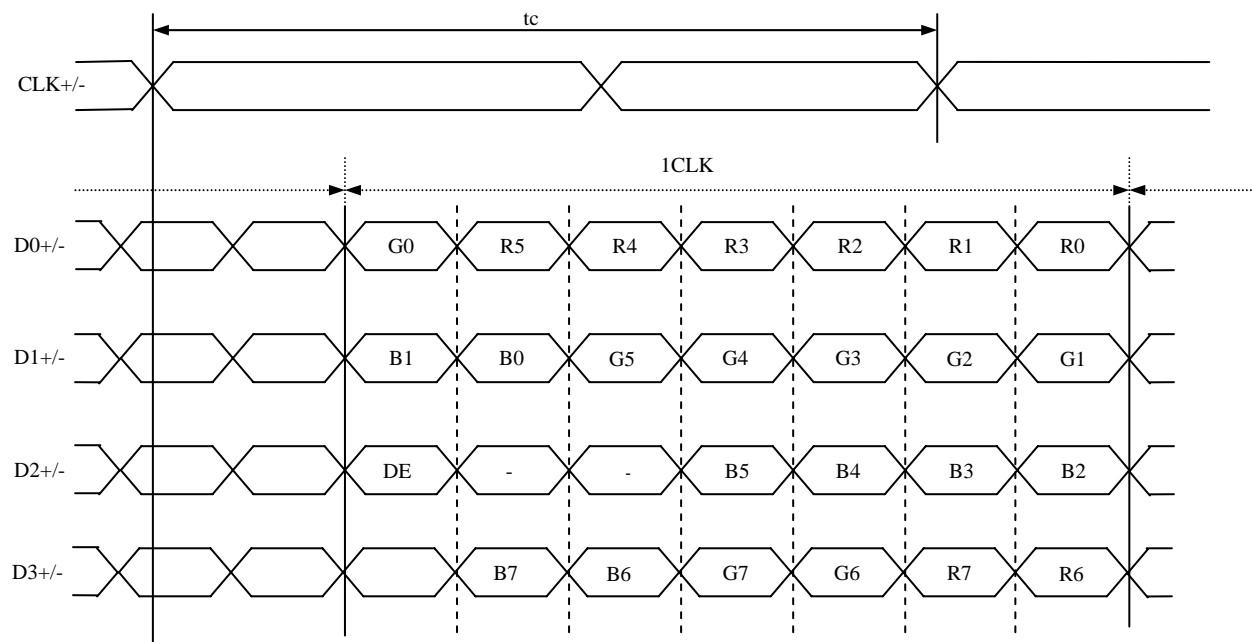 tc
CLK+/-
1CLK
D0+/- G0 R5 R4 R3 R2 R1 R0
D1+/- B1 B0 G5 G4 G3 G2 G1
D2+/- DE - - B5 B4 B3 B2
D3+/- B7 B6 G7 G6 R7 R6